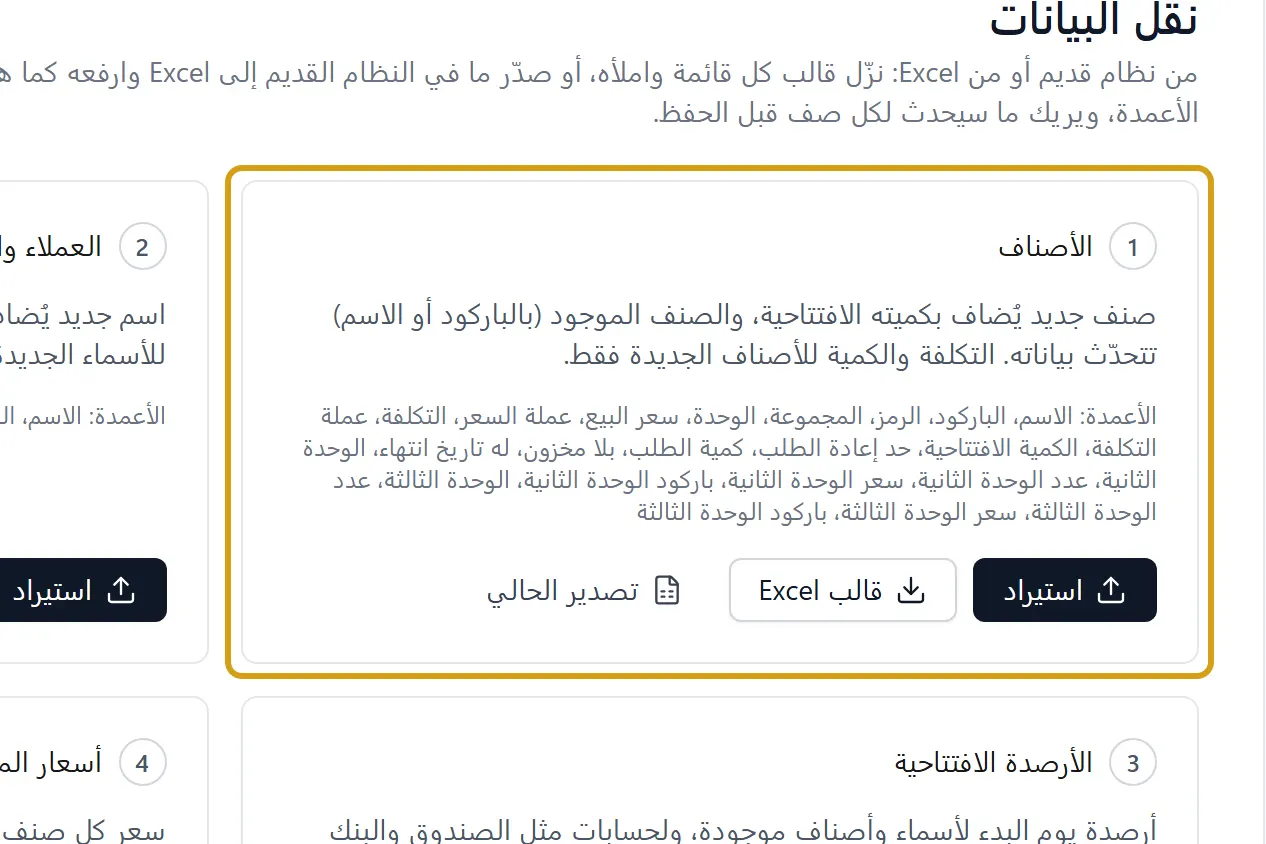 نقل البيانات
من نظام قديم أو من Excel: نزّل قالب كل قائمة واملأه، أو صدّر ما في النظام القديم إلى Excel وارفعه كما
الأعمدة، ويريك ما سيحدث لكل صف قبل الحفظ.
1 الأصناف
صنف جديد يُضاف بكميته الافتتاحية، والصنف الموجود (بالباركود أو الاسم)
تتحدّث بياناته. التكلفة والكمية للأصناف الجديدة فقط.
الأعمدة: الاسم، الباركود، الرمز، المجموعة، الوحدة، سعر البيع، عملة السعر، التكلفة، عملة
التكلفة، الكمية الافتتاحية، حد إعادة الطلب، كمية الطلب، بلا مخزون، له تاريخ انتهاء، الوحدة
الثانية، عدد الوحدة الثانية، سعر الوحدة الثانية، باركود الوحدة الثانية، الوحدة الثالثة، عدد
الوحدة الثالثة، سعر الوحدة الثالثة، باركود الوحدة الثالثة
استيراد
قالب Excel
تصدير الحالي
2 العملاء
اسم جديد
للأسماء
الأعمدة: الاسم،
استيراد
3 الأرصدة الافتتاحية
أرصدة يوم البدء لأسماء وأصناف موجودة، ولحسابات مثل الصندوق والبنك
4 أسعار
سعر كل صنف